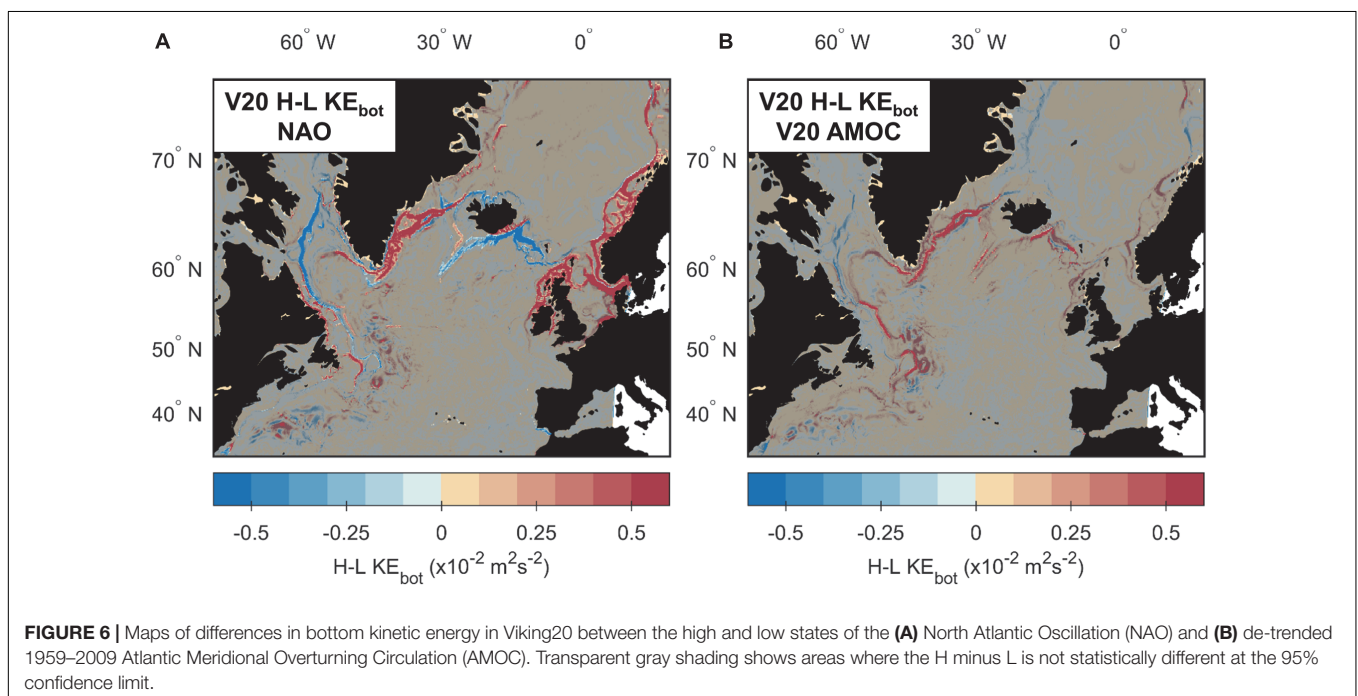 A
60° W 30° W 0°
V20 H-L KEbot
NAO
70° N
60° N
50° N
40° N
-0.5 -0.25 0 0.25 0.5
H-L KEbot (x10-2 m2s-2)
B
60° W 30° W 0°
V20 H-L KEbot
V20 AMOC
70° N
60° N
50° N
40° N
-0.5 -0.25 0 0.25 0.5
H-L KEbot (x10-2 m2s-2)
FIGURE 6 | Maps of differences in bottom kinetic energy in Viking20 between the high and low states of the (A) North Atlantic Oscillation (NAO) and (B) de-trended
1959–2009 Atlantic Meridional Overturning Circulation (AMOC). Transparent gray shading shows areas where the H minus L is not statistically different at the 95%
confidence limit.